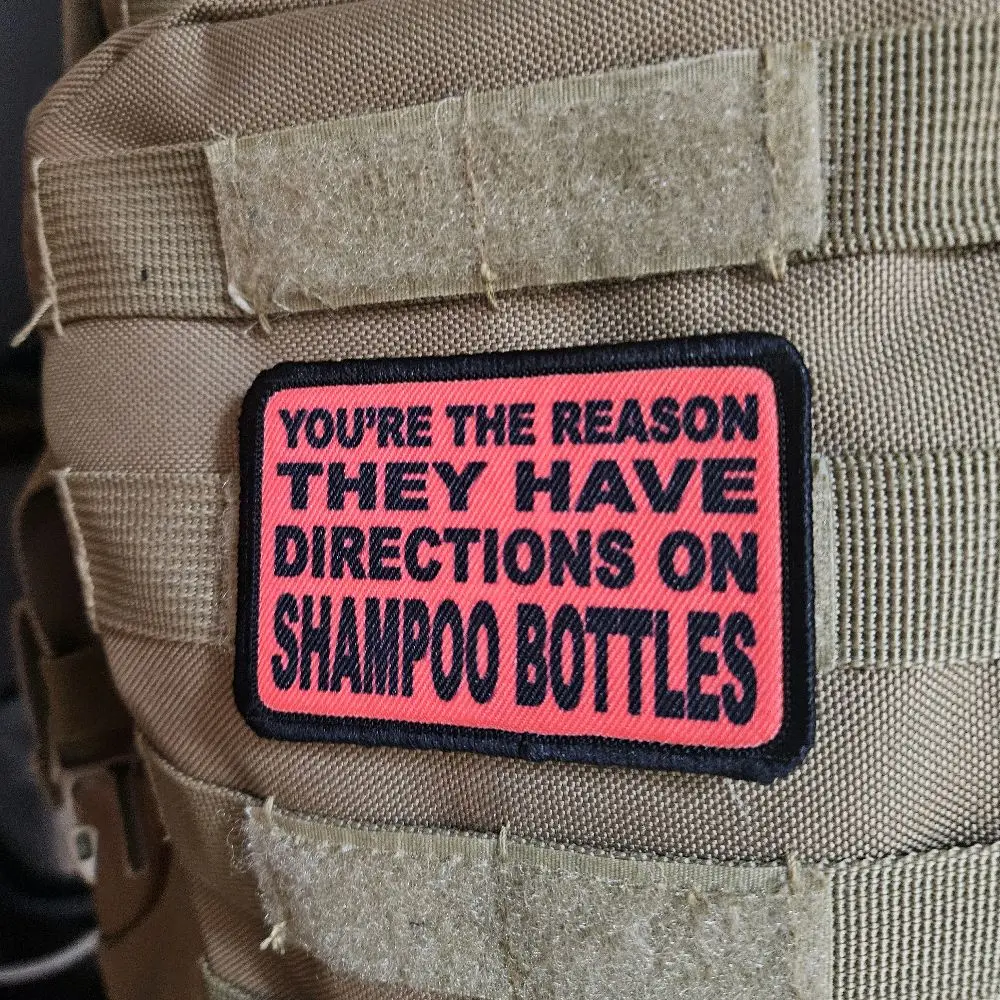 YOU'RE THE REASON
THEY HAVE
DIRECTIONS ON
SHAMPOO BOTTLES